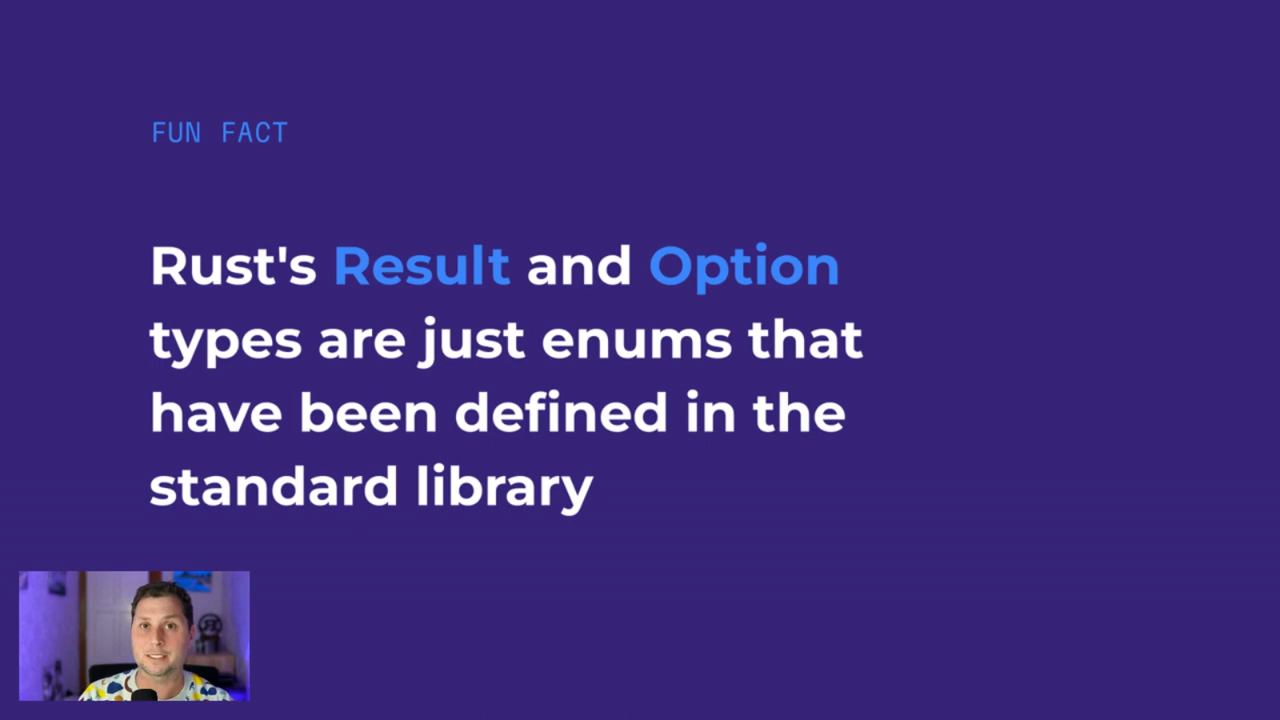 FUN FACT
Rust's Result and Option
types are just enums that
have been defined in the
standard library